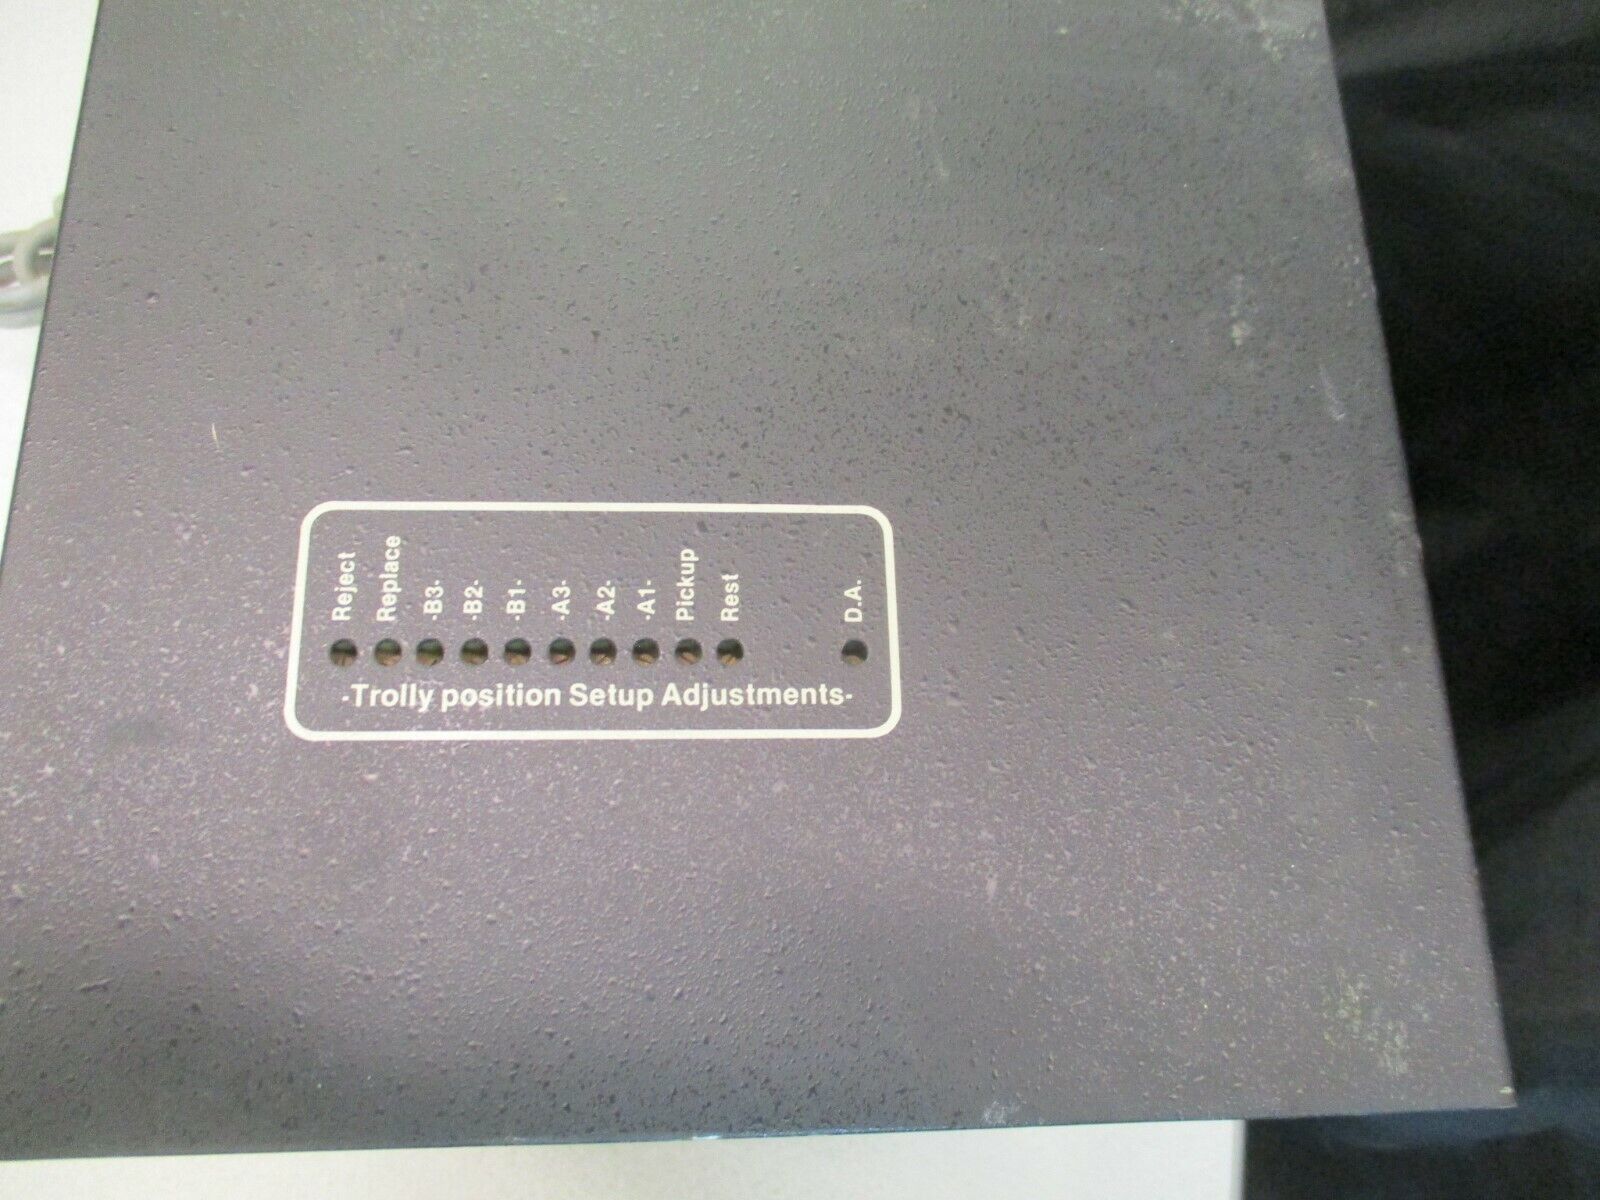 Reject
Replace
-B3-
-B2-
-B1-
-A3-
-A2-
-A1-
Pickup
Rest
D.A.
-Trolly position Setup Adjustments-